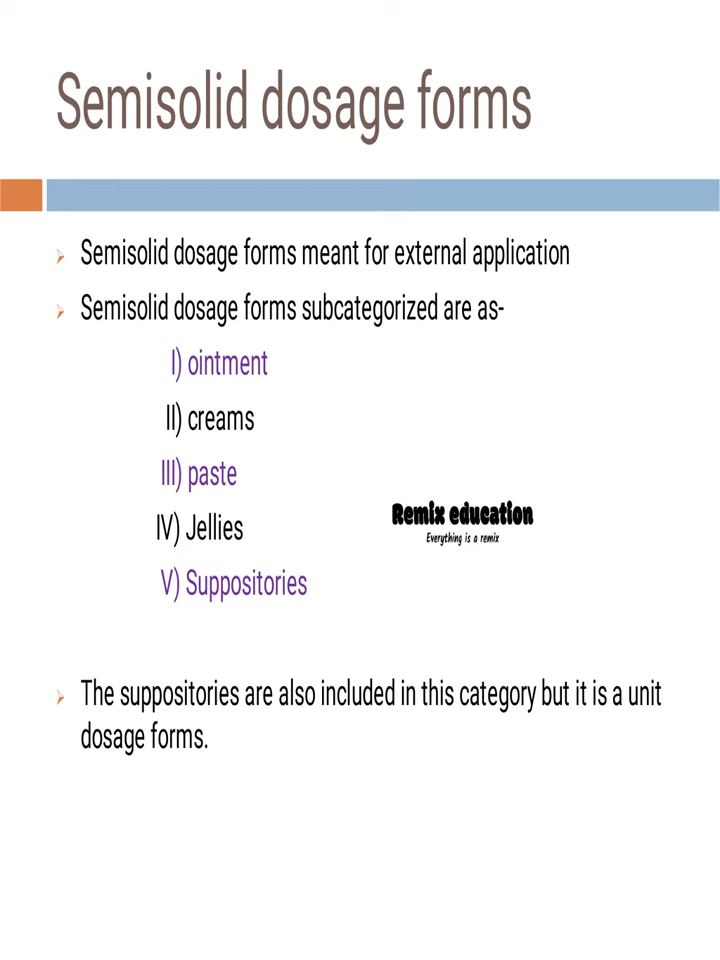 Semisolid dosage forms
Semisolid dosage forms meant for external application
Semisolid dosage forms subcategorized are as-
I) ointment
II) creams
III) paste
IV) Jellies
V) Suppositories
Remix education
Everything is a remix
The suppositories are also included in this category but it is a unit
dosage forms.